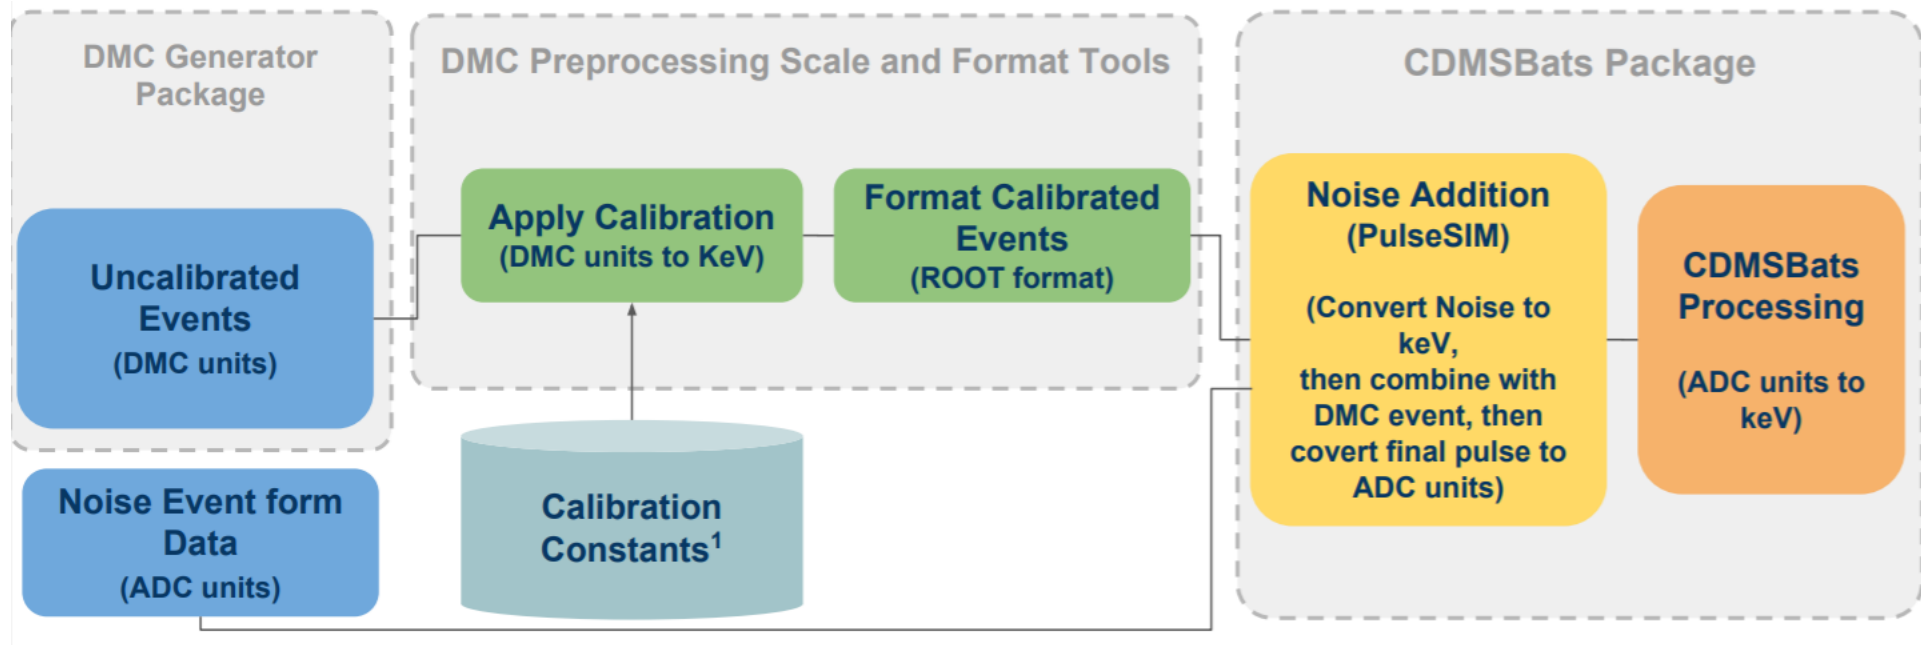 DMC Generator
Package
DMC Preprocessing Scale and Format Tools
CDMSBats Package
Uncalibrated
Events
(DMC units)
Noise Event form
Data
(ADC units)
Apply Calibration
(DMC units to KeV)
Format Calibrated
Events
(ROOT format)
Calibration
Constants¹
Noise Addition
(PulseSIM)
(Convert Noise to
keV,
then combine with
DMC event, then
covert final pulse to
ADC units)
CDMSBats
Processing
(ADC units to
keV)